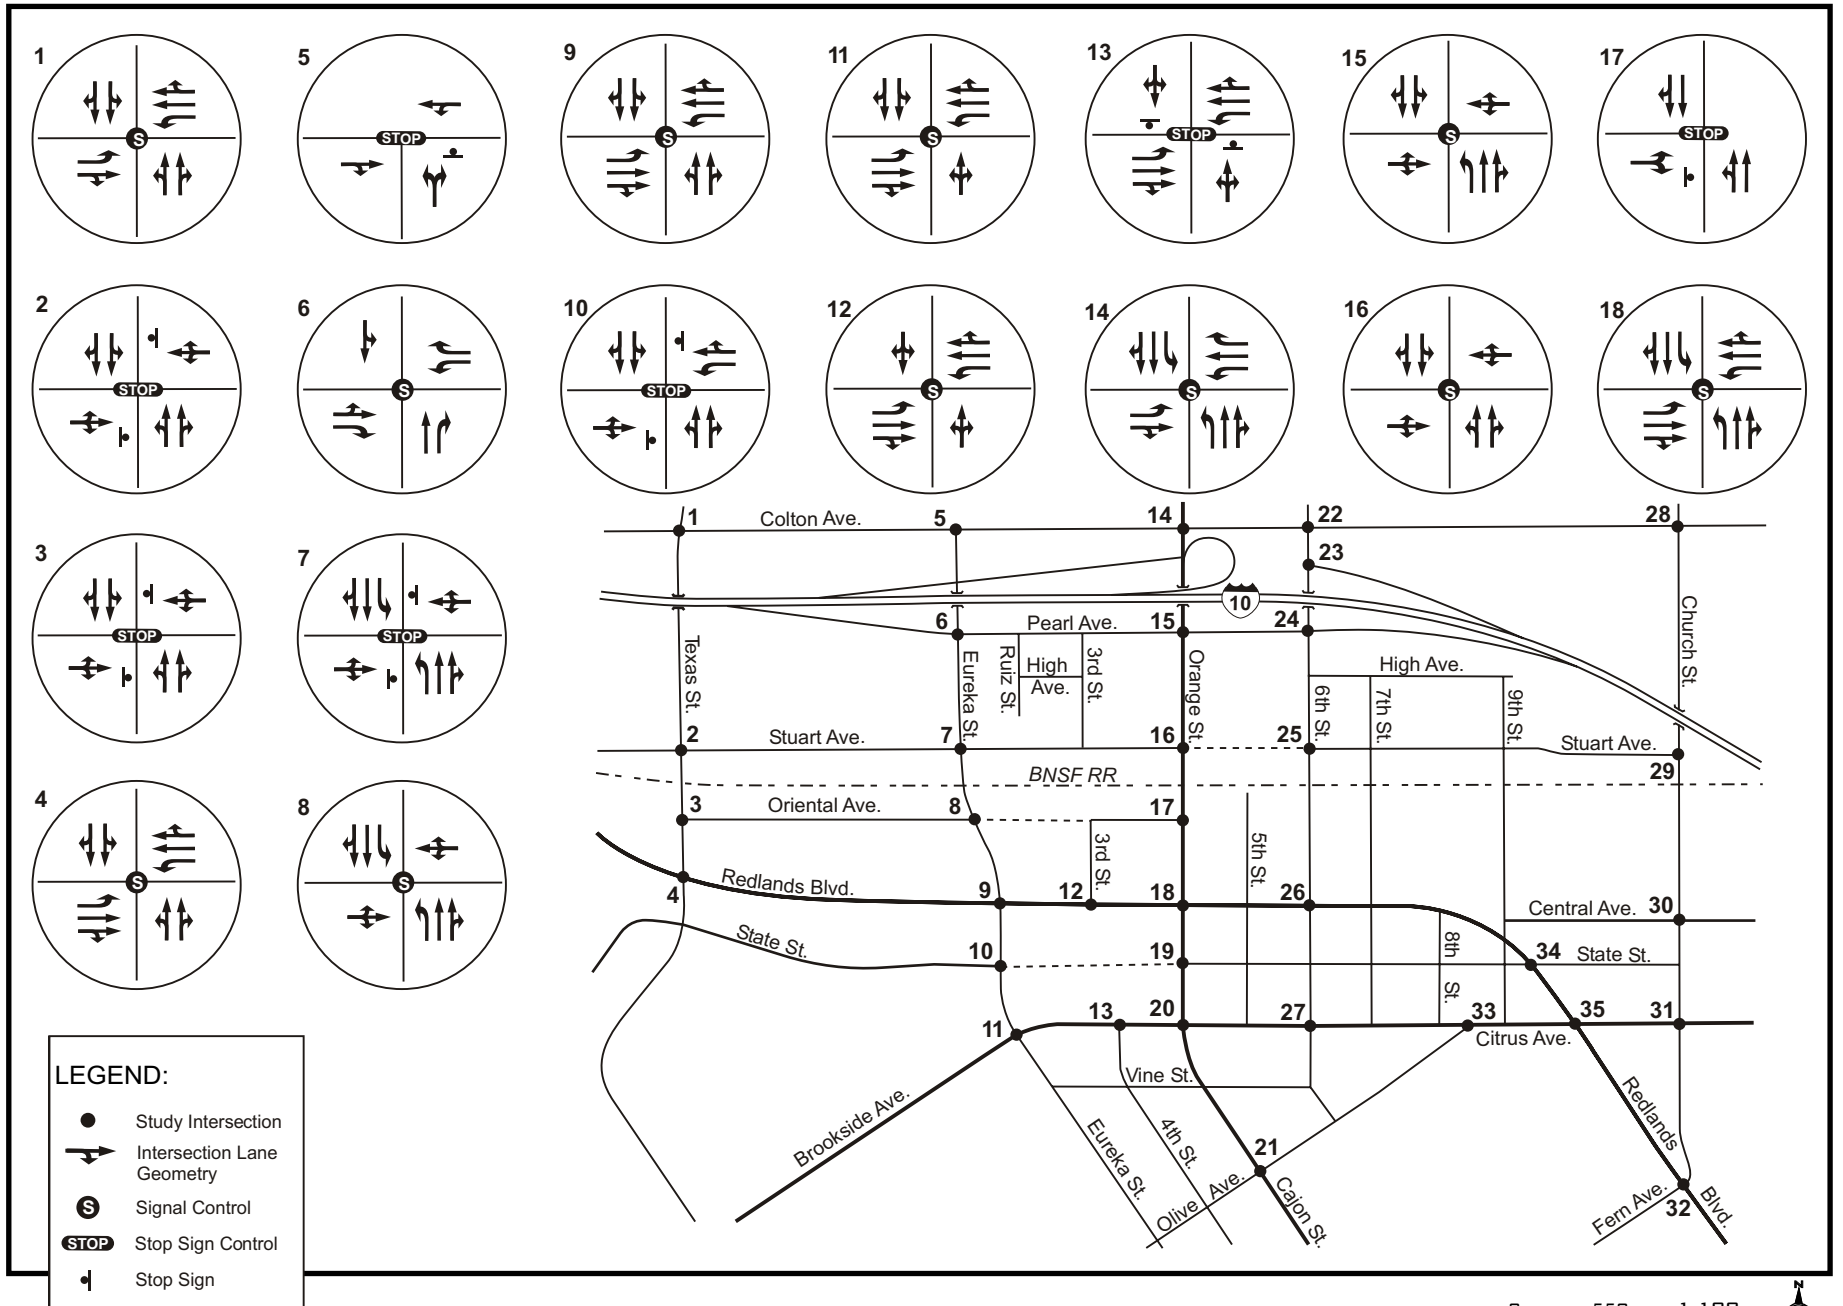 1
5
9
11
13
15
17
S
STOP
S
S
STOP
S
STOP
2
6
10
12
14
16
18
STOP
S
STOP
S
S
S
S
3
7
STOP
STOP
4
8
S
S
1
Colton Ave.
5
14
22
28
23
10
6
Pearl Ave.
15
24
Texas St.
Eureka St.
Ruiz St.
High
Ave.
3rd St.
Orange St.
High Ave.
6th St.
7th St.
9th St.
Church St.
2
Stuart Ave.
7
16
25
Stuart Ave.
29
BNSF RR
3
Oriental Ave.
8
17
3rd St.
5th St.
4
Redlands Blvd.
9
12
18
26
Central Ave.
30
State St.
10
19
8th St.
34
State St.
11
13
20
27
33
35
31
Citrus Ave.
Vine St.
Brookside Ave.
Eureka St.
4th St.
Olive Ave.
21
Cajon St.
Redlands Blvd.
Fern Ave.
32
LEGEND:
Study Intersection
Intersection Lane
Geometry
S Signal Control
STOP Stop Sign Control
Stop Sign
N